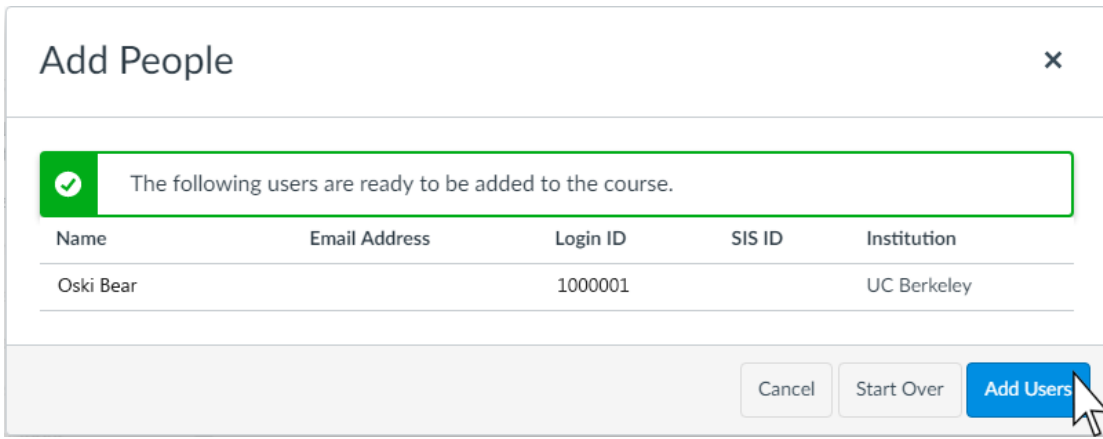 Add People
The following users are ready to be added to the course.
Name Email Address Login ID SIS ID Institution
Oski Bear 1000001 UC Berkeley
Cancel Start Over Add Users